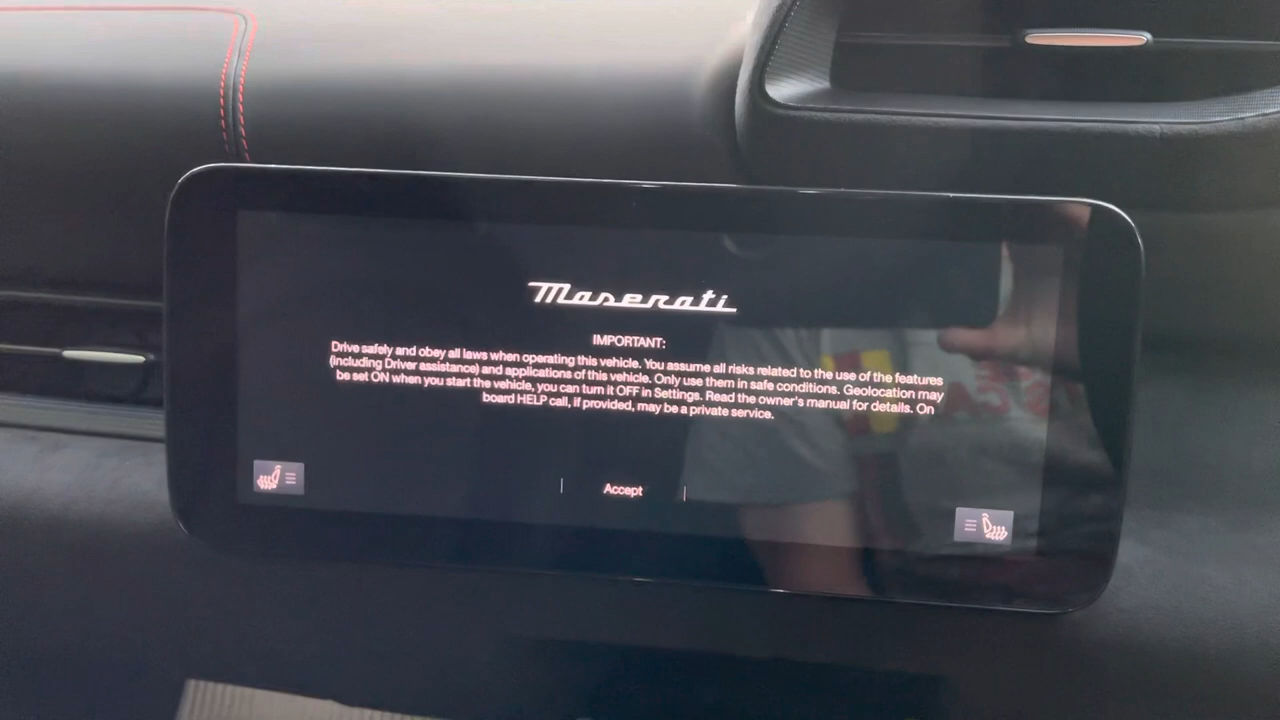 Maserati
IMPORTANT:
Drive safely and obey all laws when operating this vehicle. You assume all risks related to the use of the features
(including Driver assistance) and applications of this vehicle. Only use them in safe conditions. Geolocation may
be set ON when you start the vehicle, you can turn it OFF in Settings. Read the owner's manual for details. On
board HELP call, if provided, may be a private service.
Accept